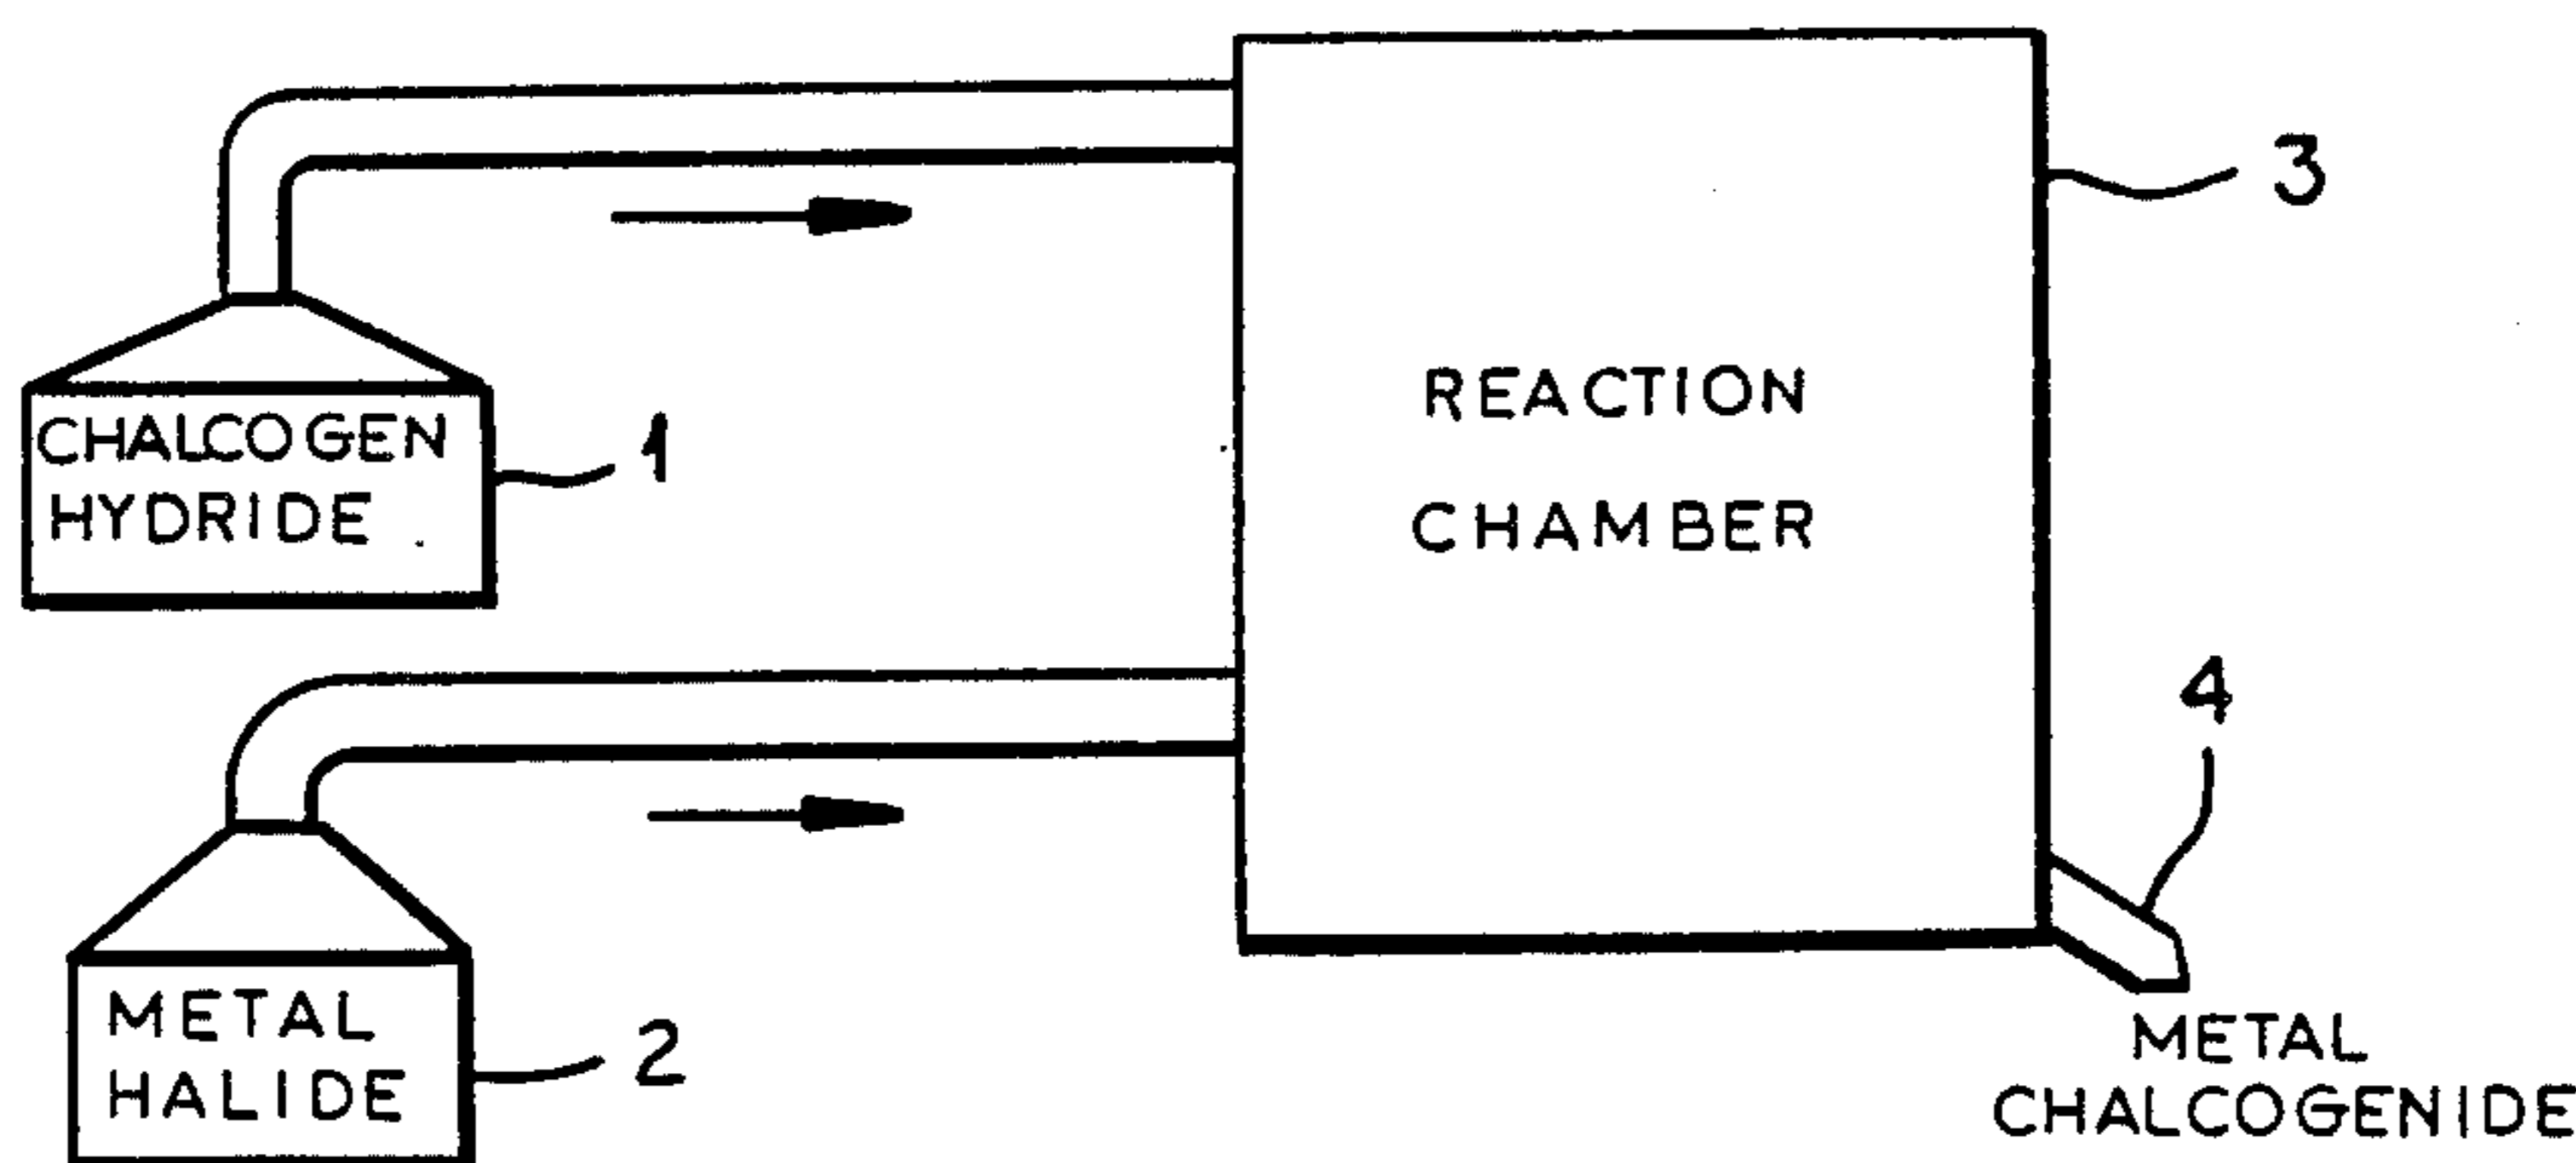 CHALCOGEN
HYDRIDE
1
REACTION
CHAMBER
3
METAL
HALIDE
2
4
METAL
CHALCOGENIDE